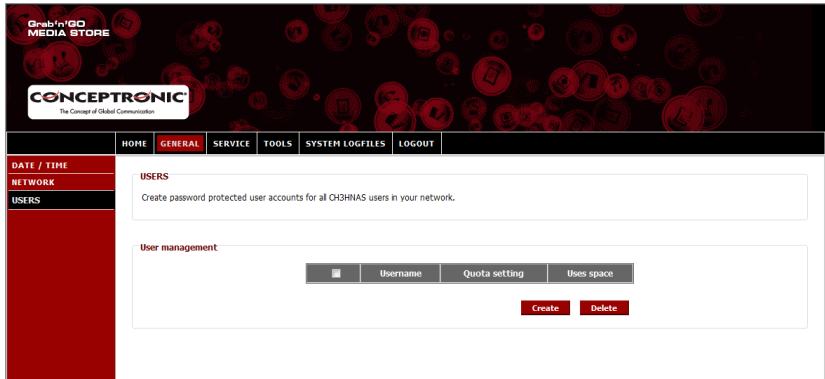 Grab'n'GO
MEDIA STORE
CONCEPTRONIC
The Concept of Global Communication
HOME GENERAL SERVICE TOOLS SYSTEM LOGFILES LOGOUT
DATE / TIME
NETWORK
USERS
USERS
Create password protected user accounts for all CH3HNAS users in your network.
User management
Username Quota setting Uses space
Create Delete